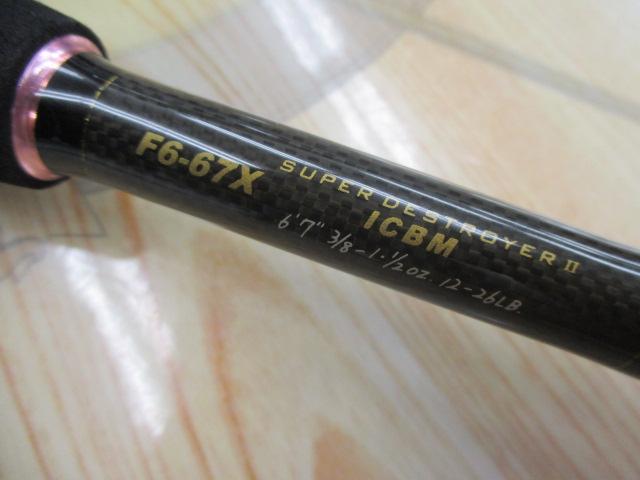 F6-67X
SUPER DESTROYER II
ICBM
6'7" 3/8-1.1/2oz. 12-26LB.